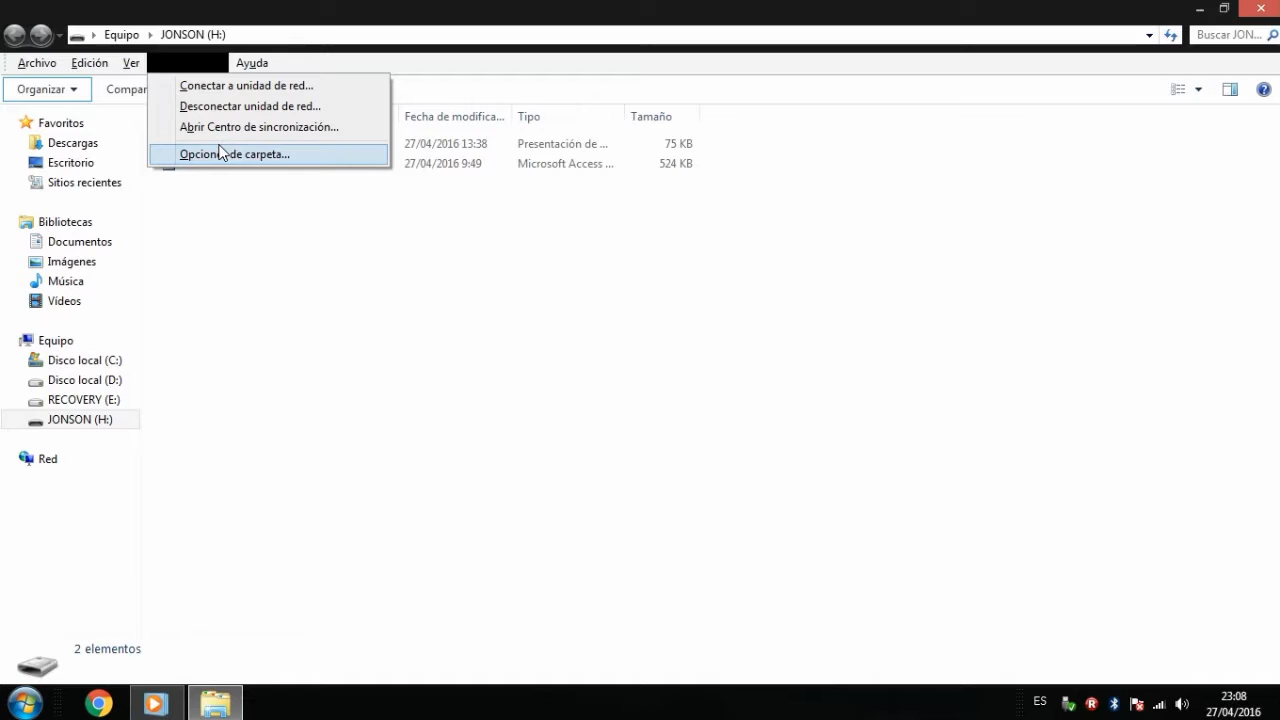 Equipo JONSON (H:) Buscar JON...
Archivo Edición Ver Ayuda
Organizar Compar
Conectar a unidad de red...
Desconectar unidad de red...
Abrir Centro de sincronización...
Opciones de carpeta...
Fecha de modifica... Tipo Tamaño
27/04/2016 13:38 Presentación de ... 75 KB
27/04/2016 9:49 Microsoft Access ... 524 KB
Favoritos
Descargas
Escritorio
Sitios recientes
Bibliotecas
Documentos
Imágenes
Música
Vídeos
Equipo
Disco local (C:)
Disco local (D:)
RECOVERY (E:)
JONSON (H:)
Red
2 elementos
ES
23:08
27/04/2016